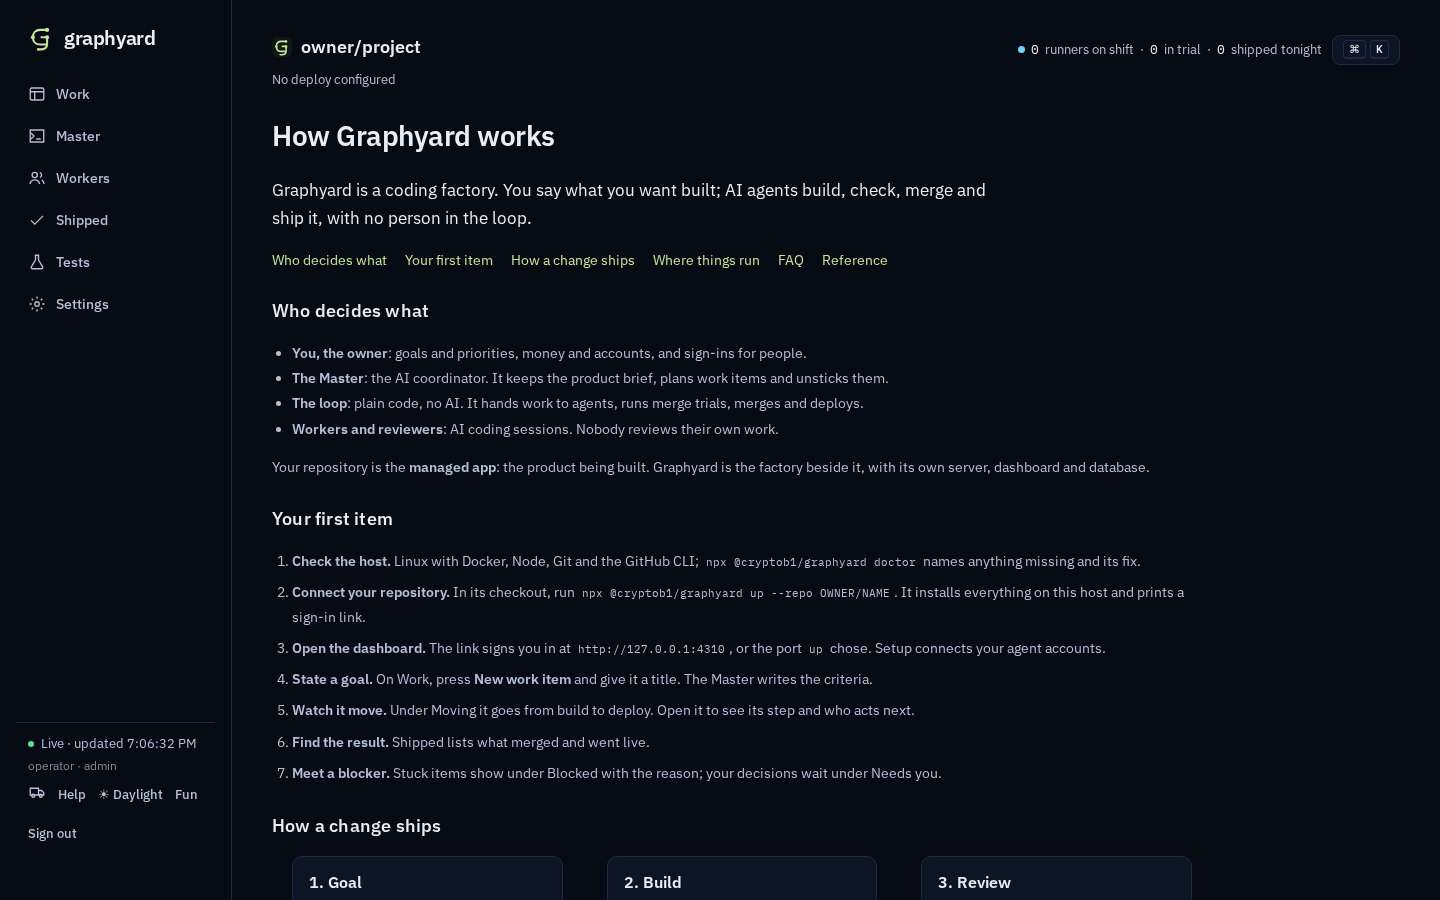 graphyard
Work
Master
Workers
Shipped
Tests
Settings
Live · updated 7:06:32 PM
operator · admin
Help ☀ Daylight Fun
Sign out
owner/project
No deploy configured
0 runners on shift · 0 in trial · 0 shipped tonight ⌘ K
How Graphyard works
Graphyard is a coding factory. You say what you want built; AI agents build, check, merge and
ship it, with no person in the loop.
Who decides what Your first item How a change ships Where things run FAQ Reference
Who decides what
• You, the owner: goals and priorities, money and accounts, and sign-ins for people.
• The Master: the AI coordinator. It keeps the product brief, plans work items and unsticks them.
• The loop: plain code, no AI. It hands work to agents, runs merge trials, merges and deploys.
• Workers and reviewers: AI coding sessions. Nobody reviews their own work.
Your repository is the managed app: the product being built. Graphyard is the factory beside it, with its own server, dashboard and database.
Your first item
1. Check the host. Linux with Docker, Node, Git and the GitHub CLI; npx @cryptob1/graphyard doctor names anything missing and its fix.
2. Connect your repository. In its checkout, run npx @cryptob1/graphyard up --repo OWNER/NAME. It installs everything on this host and prints a
sign-in link.
3. Open the dashboard. The link signs you in at http://127.0.0.1:4310, or the port up chose. Setup connects your agent accounts.
4. State a goal. On Work, press New work item and give it a title. The Master writes the criteria.
5. Watch it move. Under Moving it goes from build to deploy. Open it to see its step and who acts next.
6. Find the result. Shipped lists what merged and went live.
7. Meet a blocker. Stuck items show under Blocked with the reason; your decisions wait under Needs you.
How a change ships
1. Goal
2. Build
3. Review